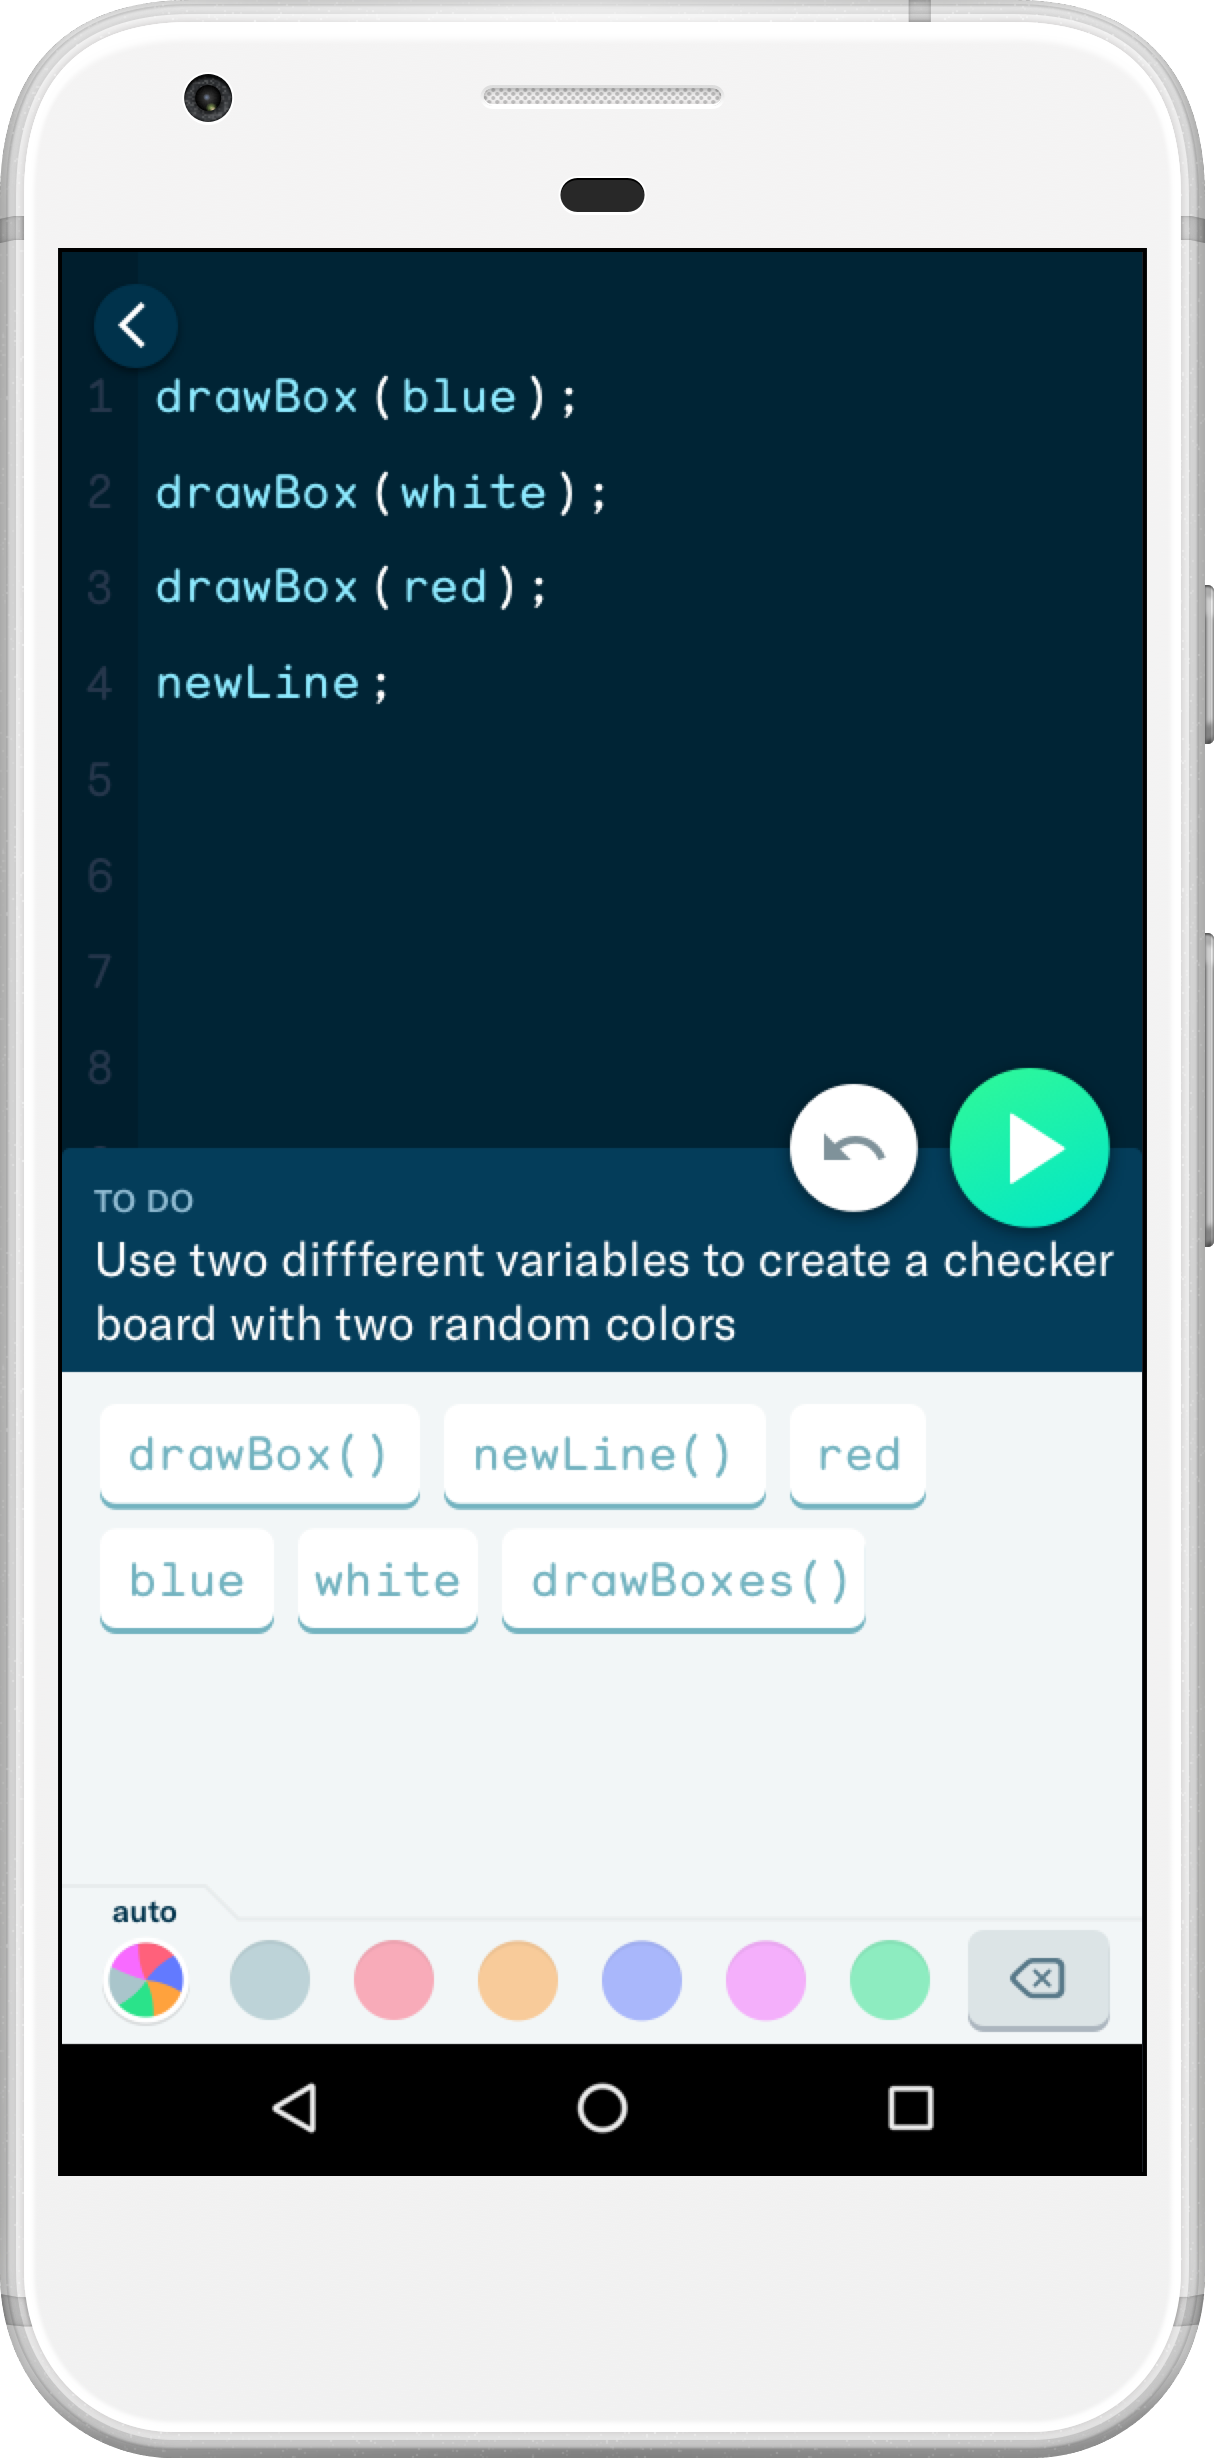 1 drawBox(blue);
2 drawBox(white);
3 drawBox(red);
4 newLine;
5
6
7
8
TO DO
Use two diffferent variables to create a checker
board with two random colors
drawBox() newLine() red
blue white drawBoxes()
auto